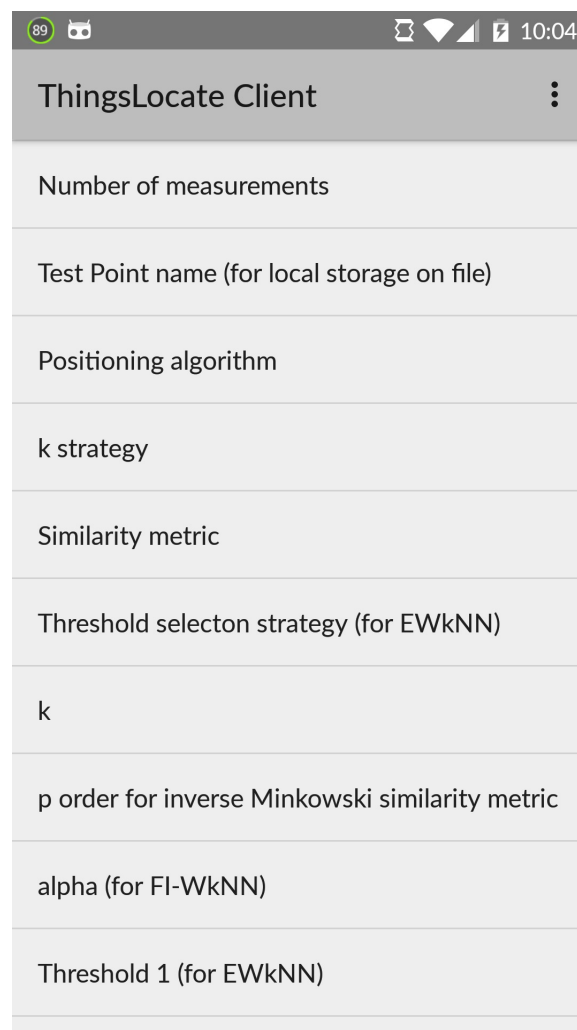 89
10:04
ThingsLocate Client
Number of measurements
Test Point name (for local storage on file)
Positioning algorithm
k strategy
Similarity metric
Threshold selecton strategy (for EWkNN)
k
p order for inverse Minkowski similarity metric
alpha (for FI-WkNN)
Threshold 1 (for EWkNN)